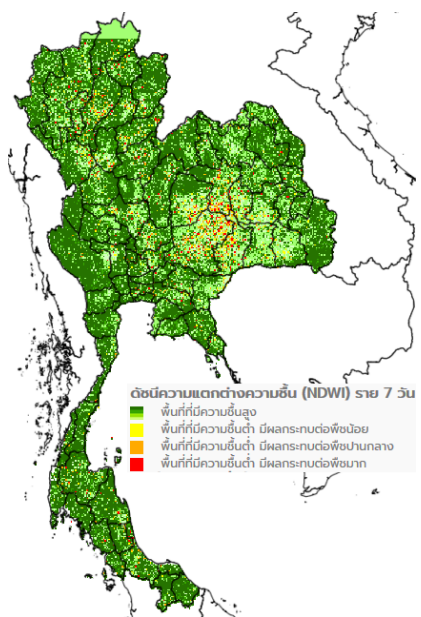 ดัชนีความแตกต่างความชื้น (NDWI) ราย 7 วัน
พื้นที่ที่มีความชื้นสูง
พื้นที่ที่มีความชื้นต่ำ มีผลกระทบต่อพืชน้อย
พื้นที่ที่มีความชื้นต่ำ มีผลกระทบต่อพืชปานกลาง
พื้นที่ที่มีความชื้นต่ำ มีผลกระทบต่อพืชมาก